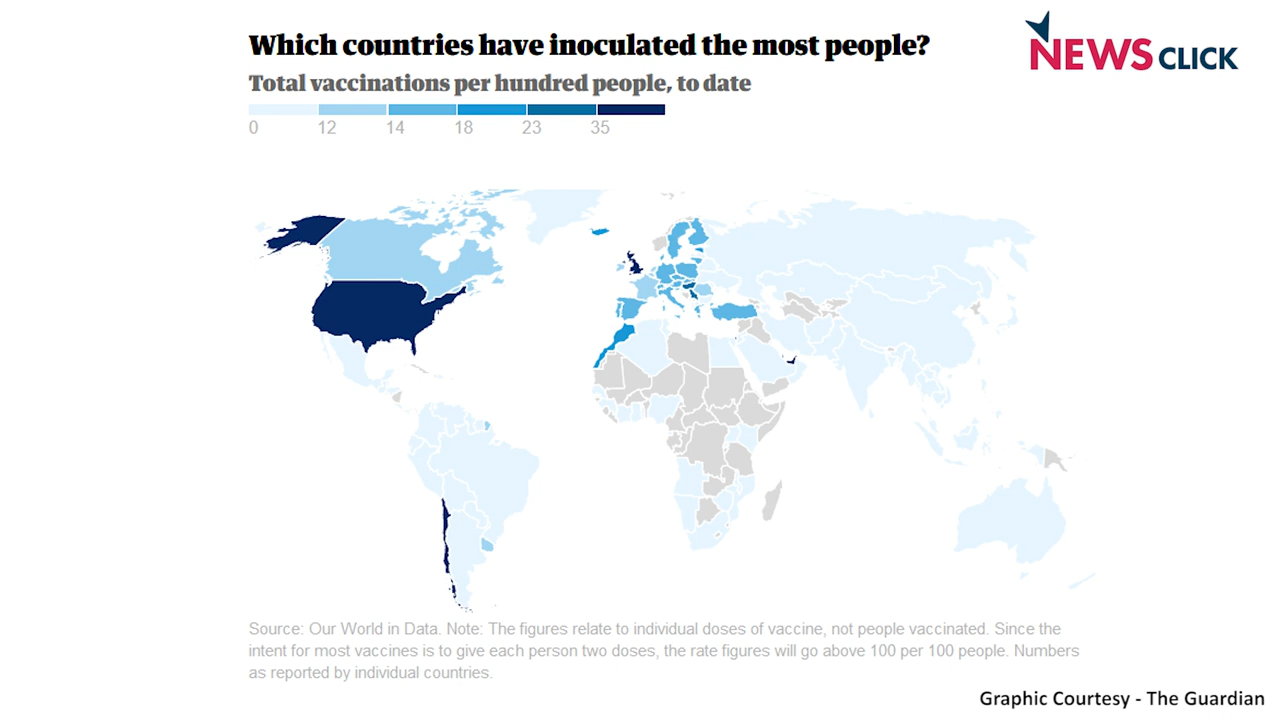 Which countries have inoculated the most people?
NEWS CLICK
Total vaccinations per hundred people, to date
0 12 14 18 23 35
Source: Our World in Data. Note: The figures relate to individual doses of vaccine, not people vaccinated. Since the
intent for most vaccines is to give each person two doses, the rate figures will go above 100 per 100 people. Numbers
as reported by individual countries.
Graphic Courtesy - The Guardian